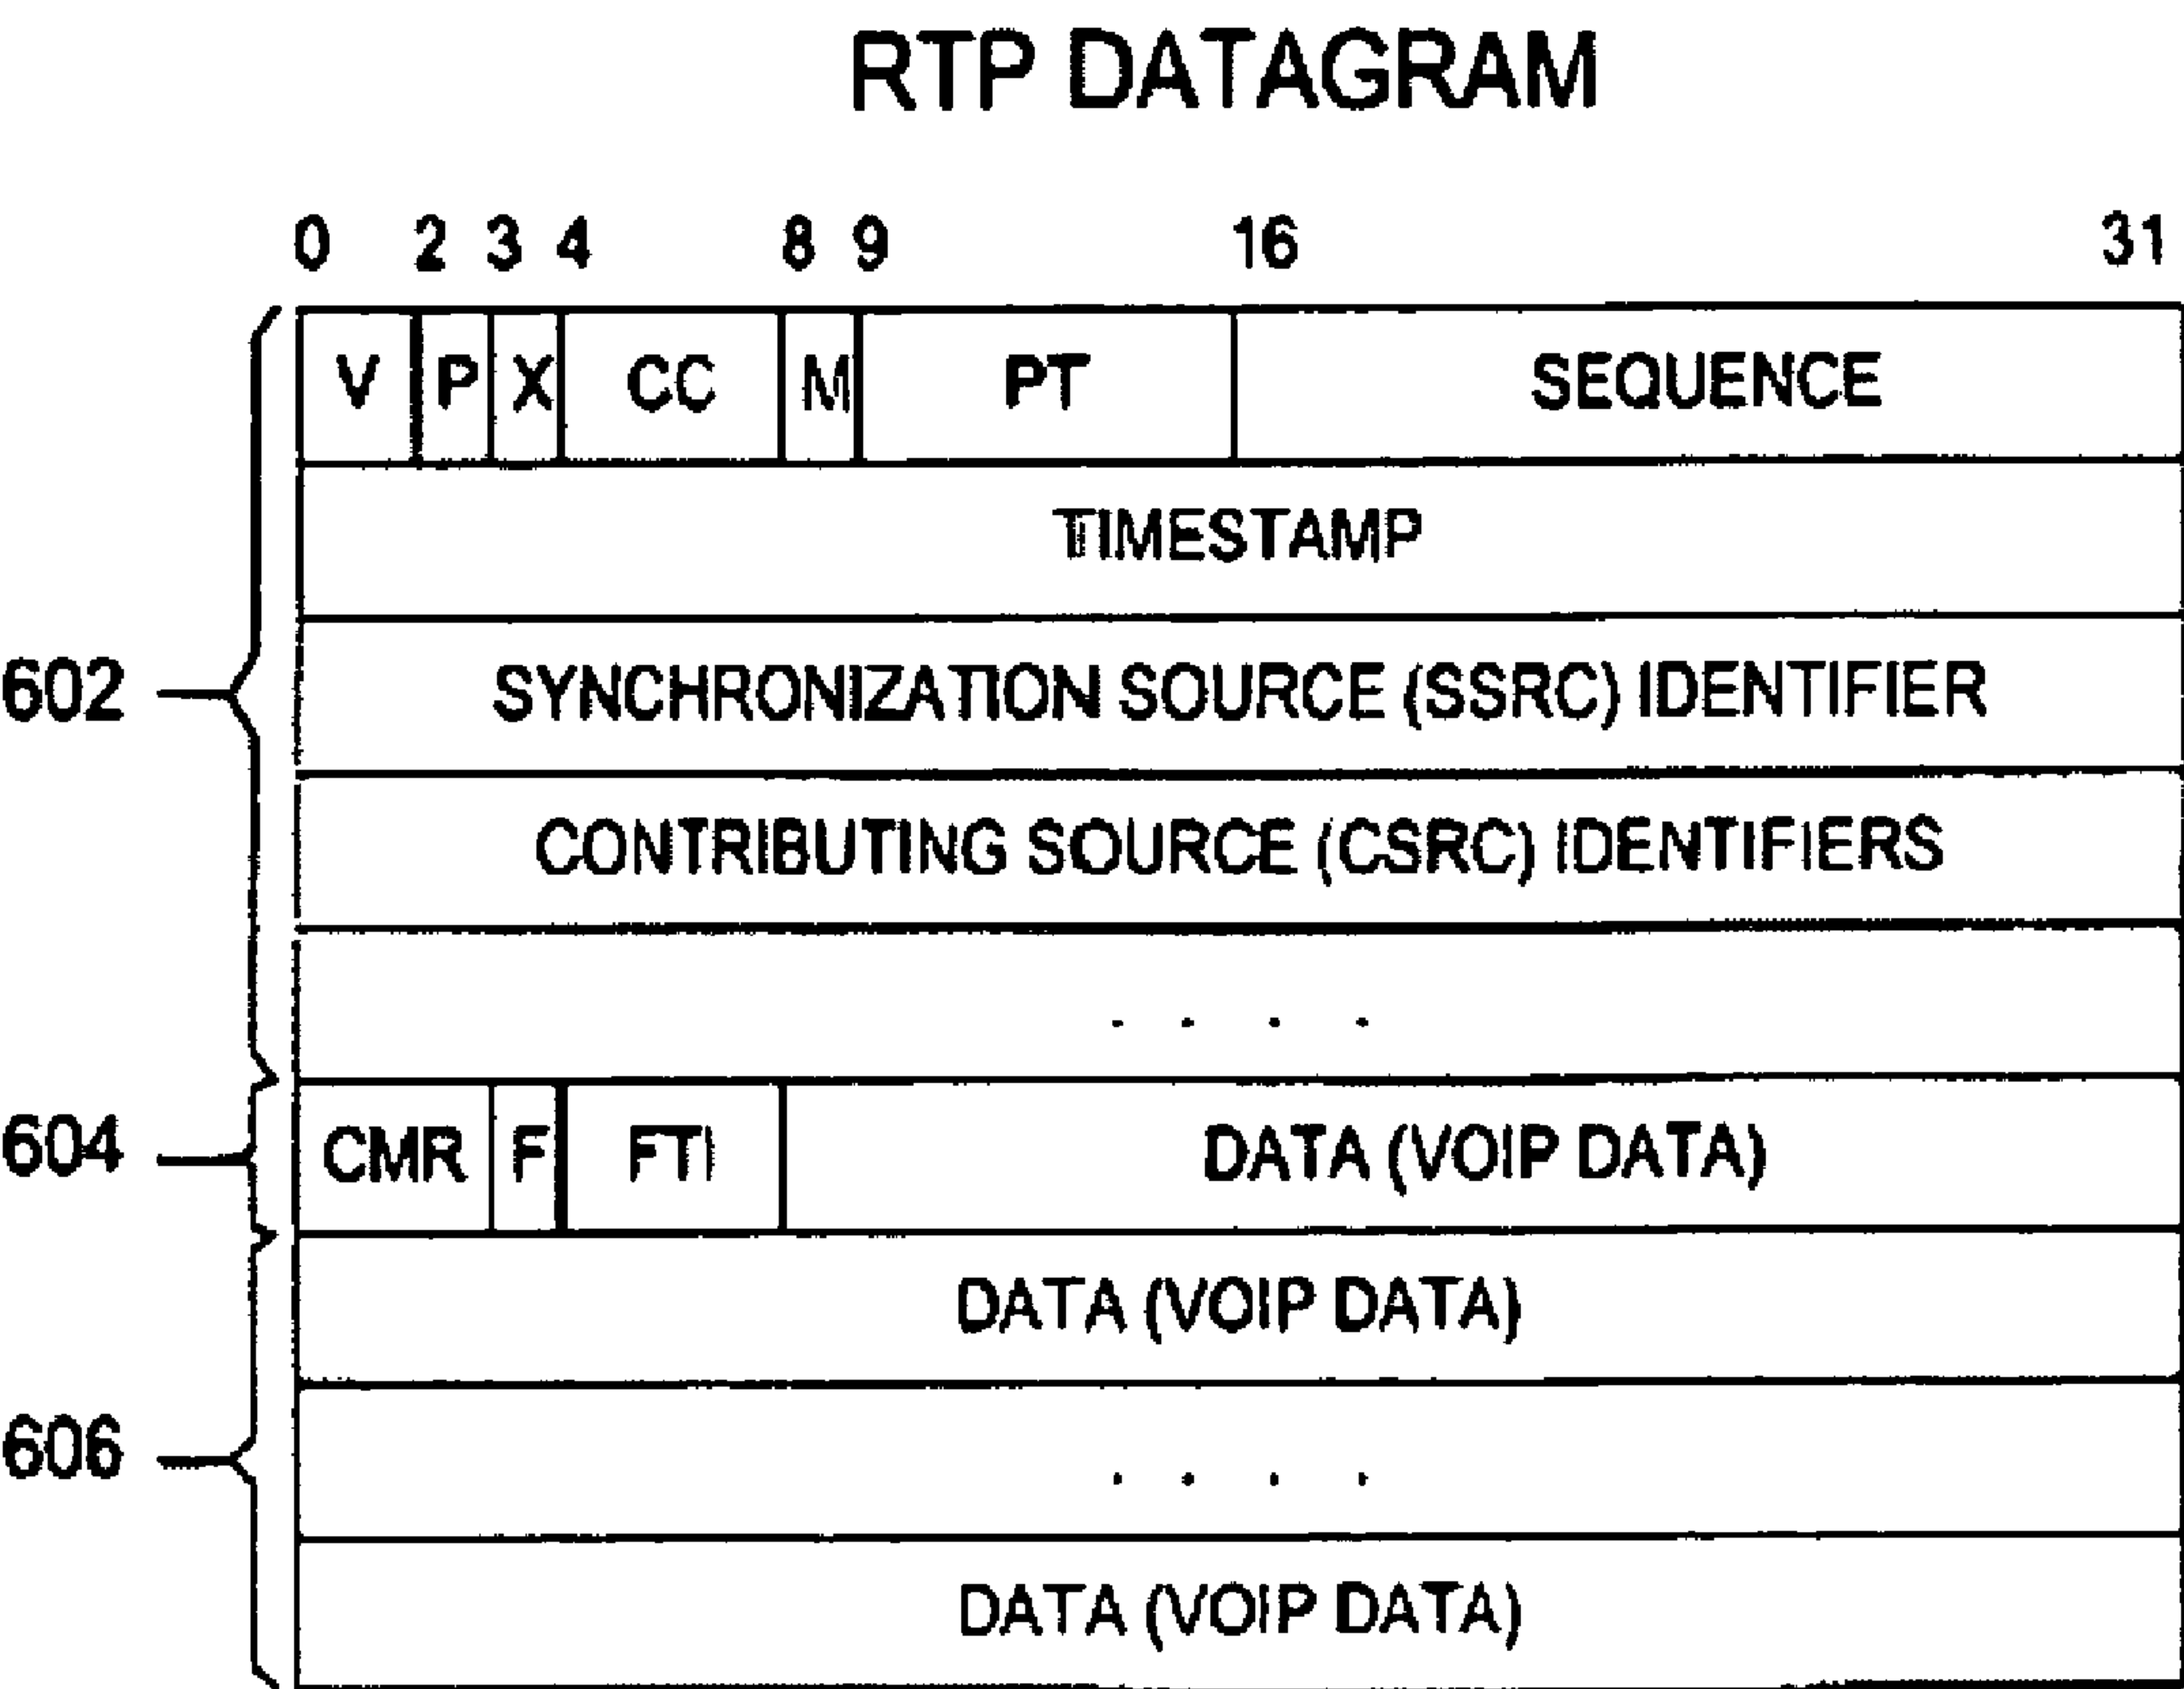 RTP DATAGRAM
0 2 3 4 8 9 16 31
V P X CC M PT SEQUENCE
TIMESTAMP
602 SYNCHRONIZATION SOURCE (SSRC) IDENTIFIER
CONTRIBUTING SOURCE (CSRC) IDENTIFIERS
. . . .
604 CMR F FTI DATA (VOIP DATA)
DATA (VOIP DATA)
606 . . . .
DATA (VOIP DATA)